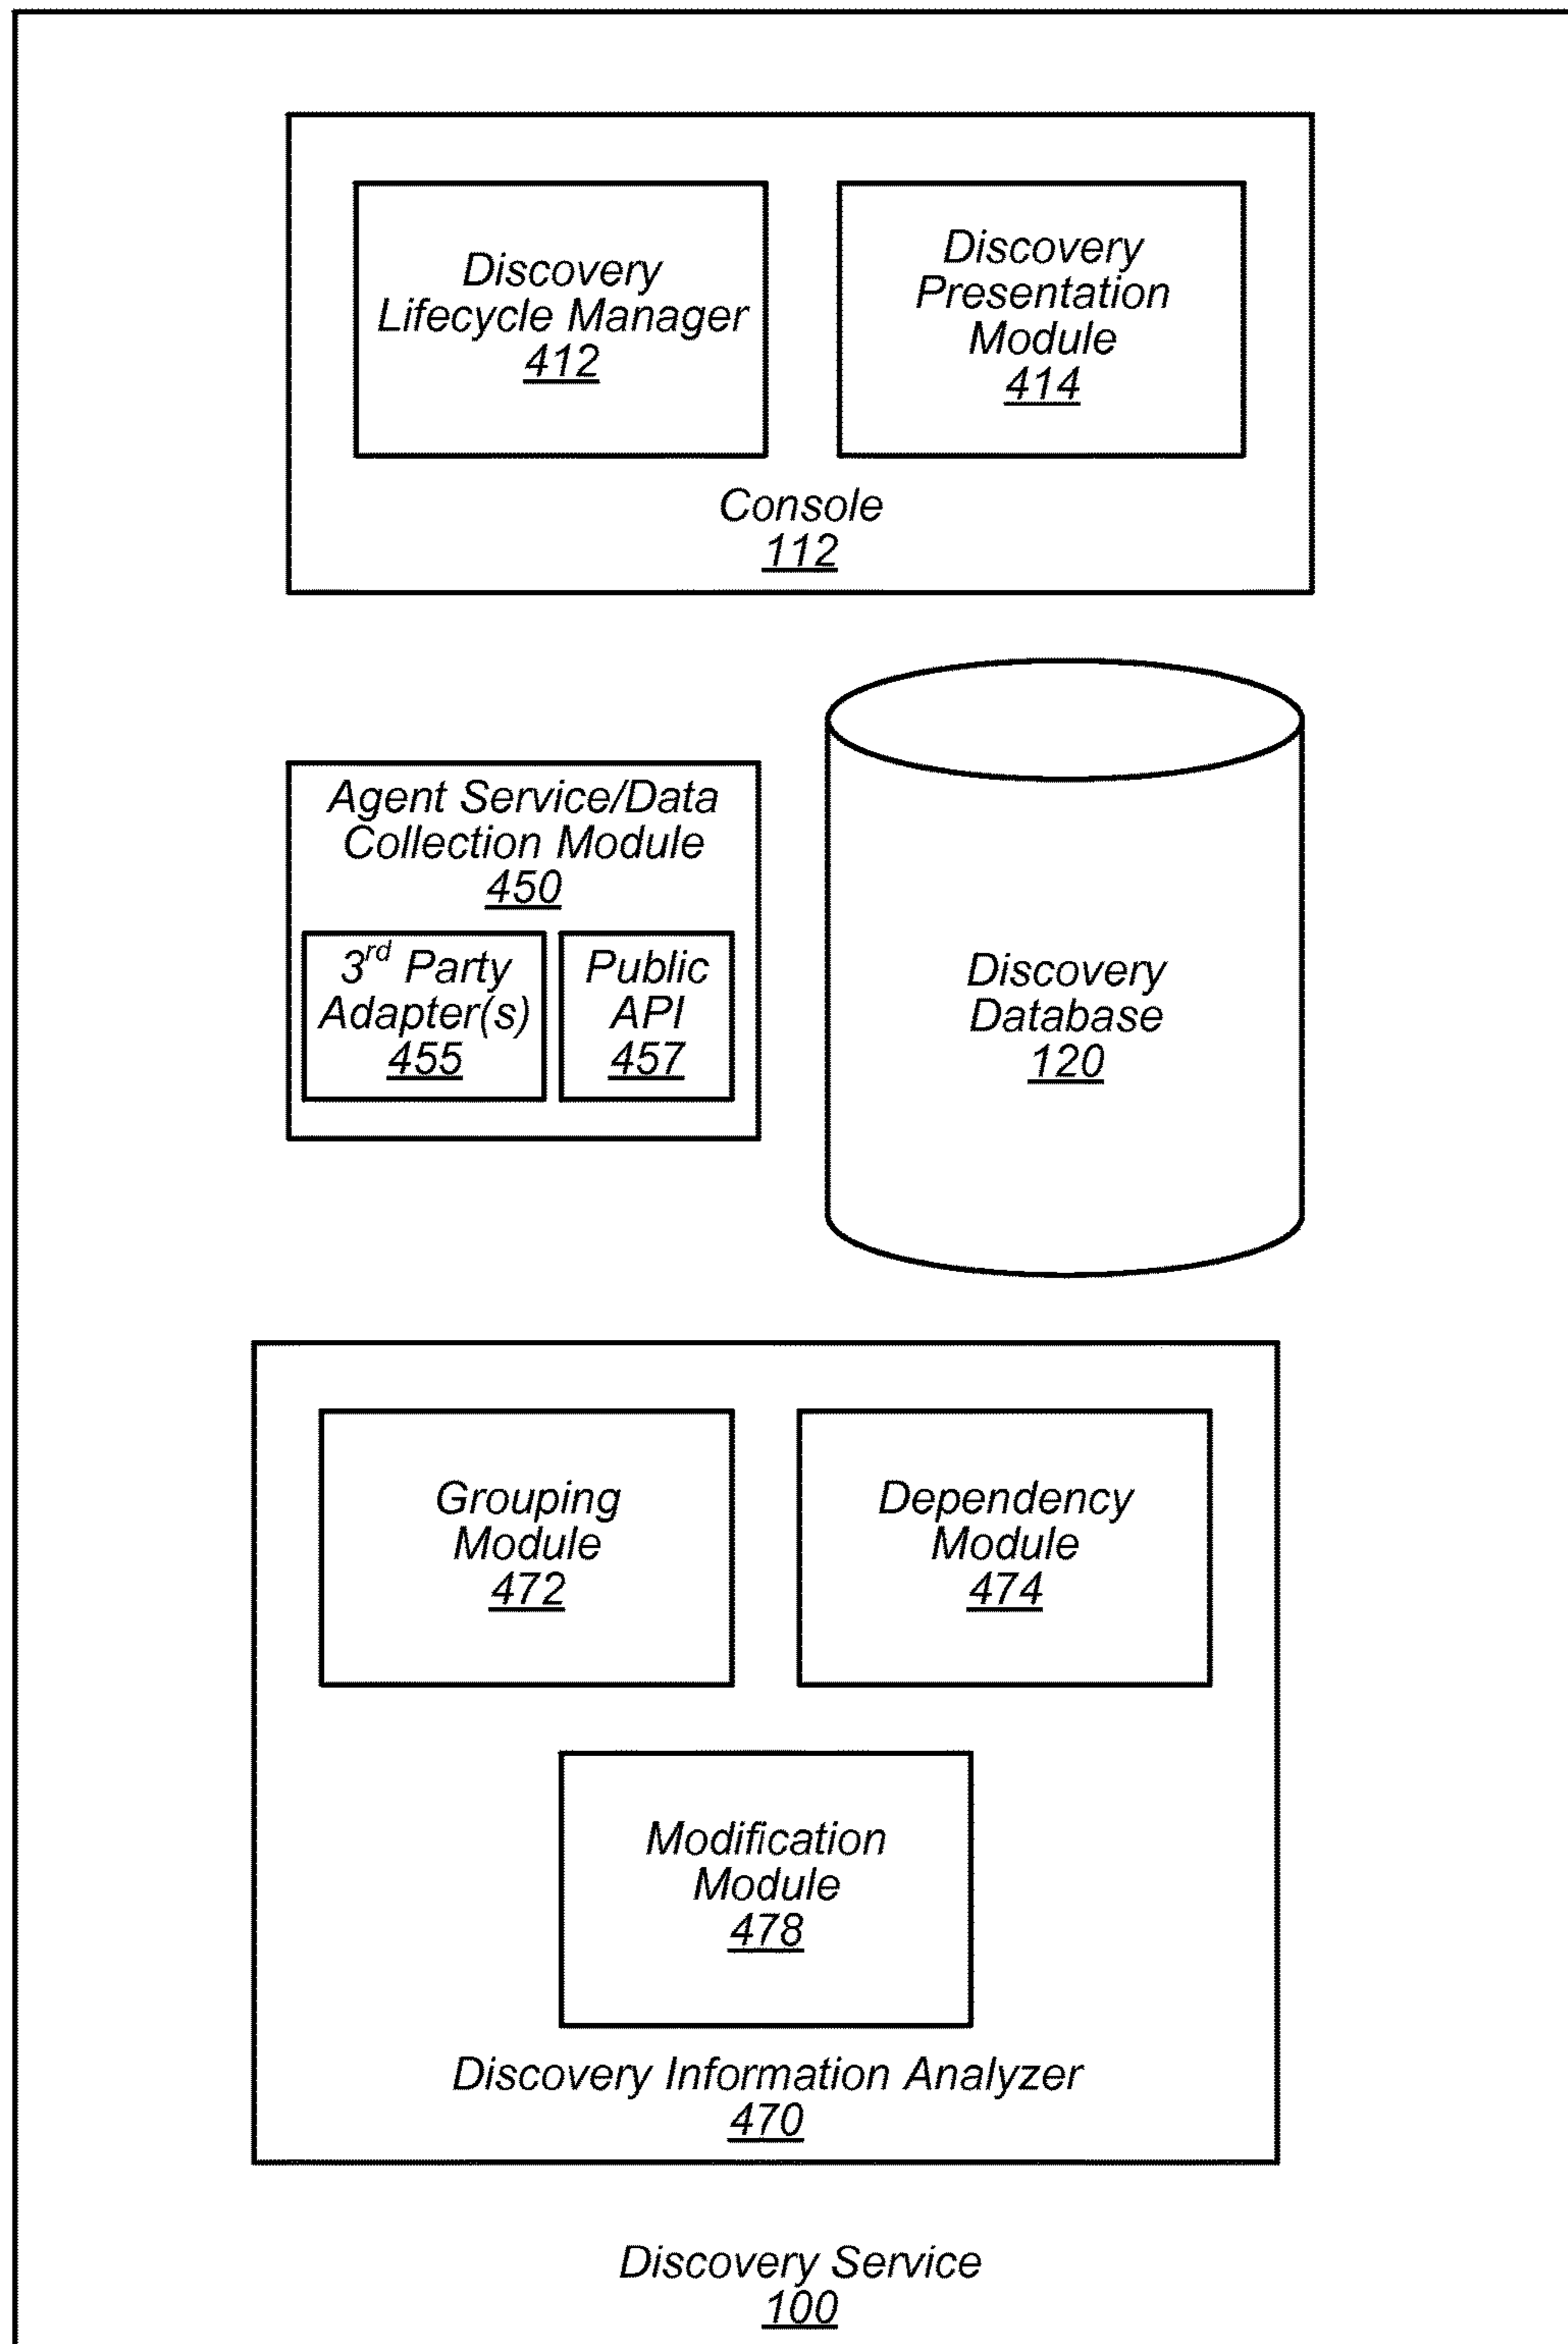 Discovery
Lifecycle Manager
412
Discovery
Presentation
Module
414
Console
112
Agent Service/Data
Collection Module
450
3rd Party
Adapter(s)
455
Public
API
457
Discovery
Database
120
Grouping
Module
472
Dependency
Module
474
Modification
Module
478
Discovery Information Analyzer
470
Discovery Service
100